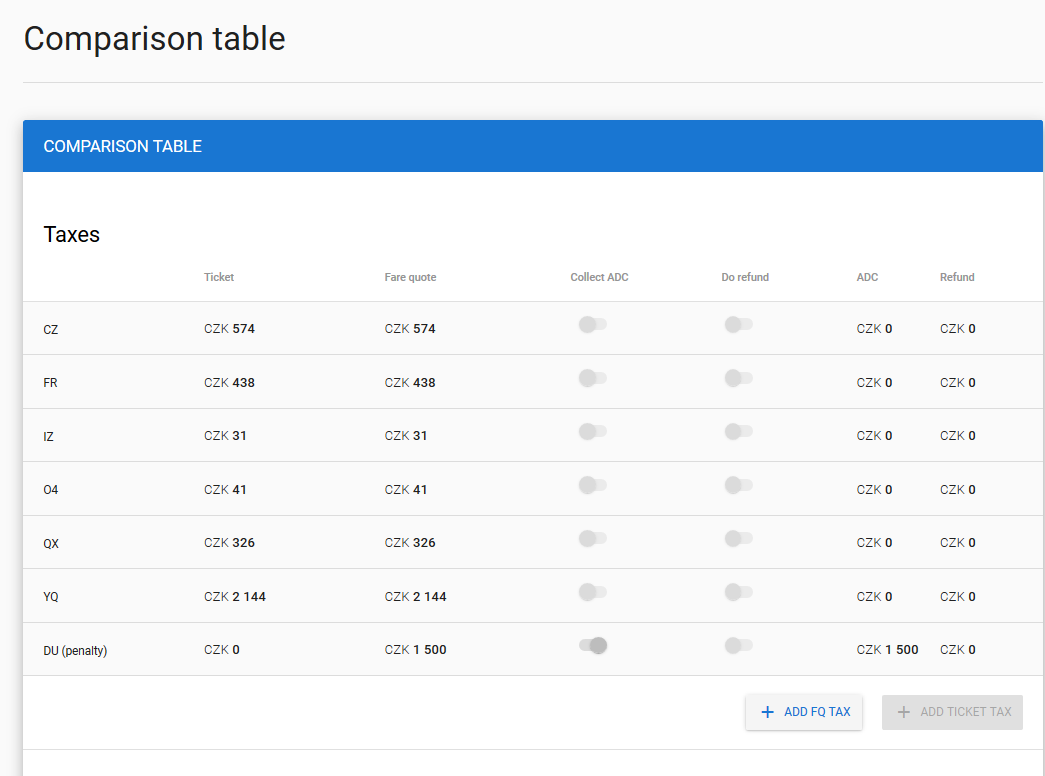 Comparison table
COMPARISON TABLE
Taxes
Ticket Fare quote Collect ADC Do refund ADC Refund
CZ CZK 574 CZK 574 CZK 0 CZK 0
FR CZK 438 CZK 438 CZK 0 CZK 0
IZ CZK 31 CZK 31 CZK 0 CZK 0
O4 CZK 41 CZK 41 CZK 0 CZK 0
QX CZK 326 CZK 326 CZK 0 CZK 0
YQ CZK 2 144 CZK 2 144 CZK 0 CZK 0
DU (penalty) CZK 0 CZK 1 500 CZK 1 500 CZK 0
+ ADD FQ TAX + ADD TICKET TAX